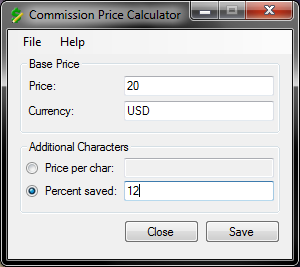 Commission Price Calculator
File Help
Base Price
Price: 20
Currency: USD
Additional Characters
Price per char:
Percent saved: 12
Close Save